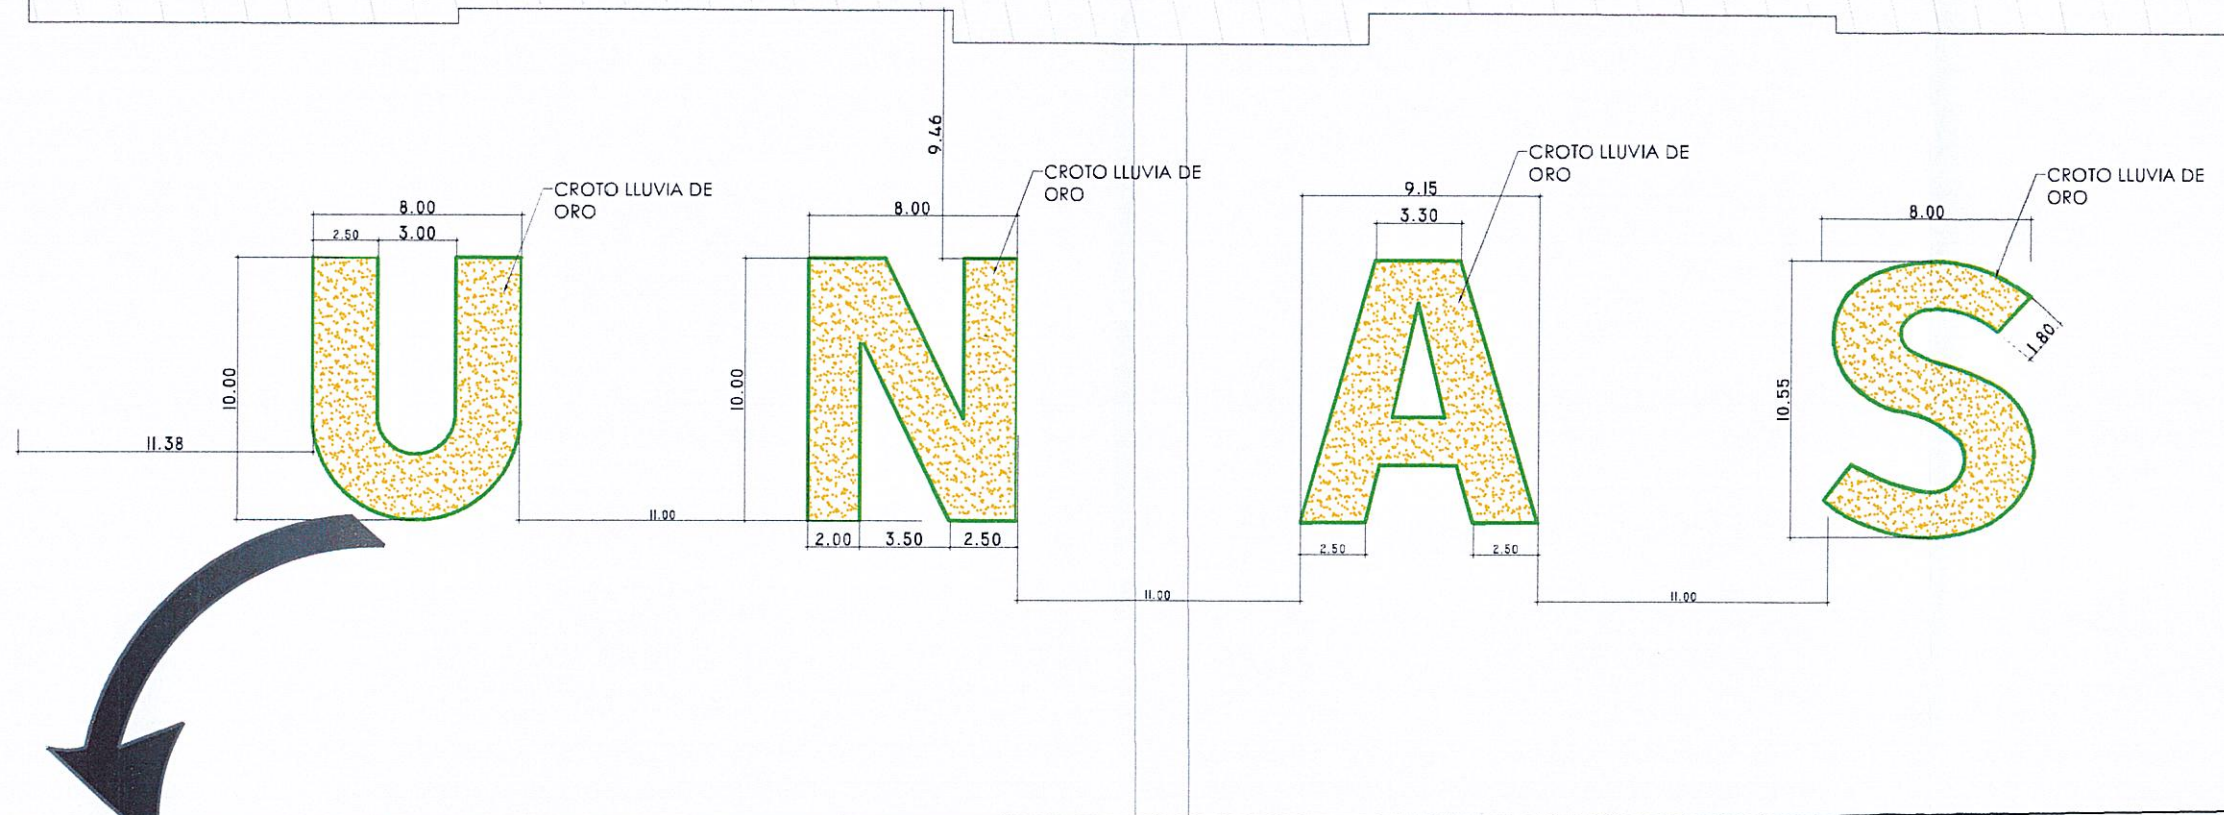 9.46
CROTO LLUVIA DE
ORO
8.00
2.50
3.00
10.00
11.38
11.00
CROTO LLUVIA DE
ORO
8.00
10.00
2.00
3.50
2.50
11.00
CROTO LLUVIA DE
ORO
9.15
3.30
2.50
2.50
11.00
CROTO LLUVIA DE
ORO
8.00
1.80
10.55
UNAS